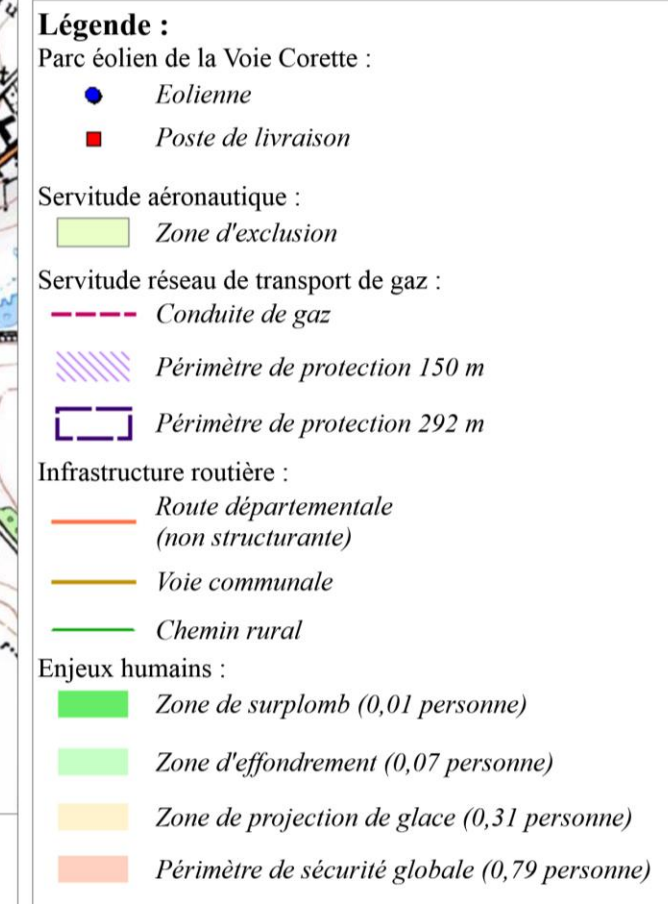 Légende :
Parc éolien de la Voie Corette :
Eolienne
Poste de livraison
Servitude aéronautique :
Zone d'exclusion
Servitude réseau de transport de gaz :
Conduite de gaz
Périmètre de protection 150 m
Périmètre de protection 292 m
Infrastructure routière :
Route départementale
(non structurante)
Voie communale
Chemin rural
Enjeux humains :
Zone de surplomb (0,01 personne)
Zone d'effondrement (0,07 personne)
Zone de projection de glace (0,31 personne)
Périmètre de sécurité globale (0,79 personne)